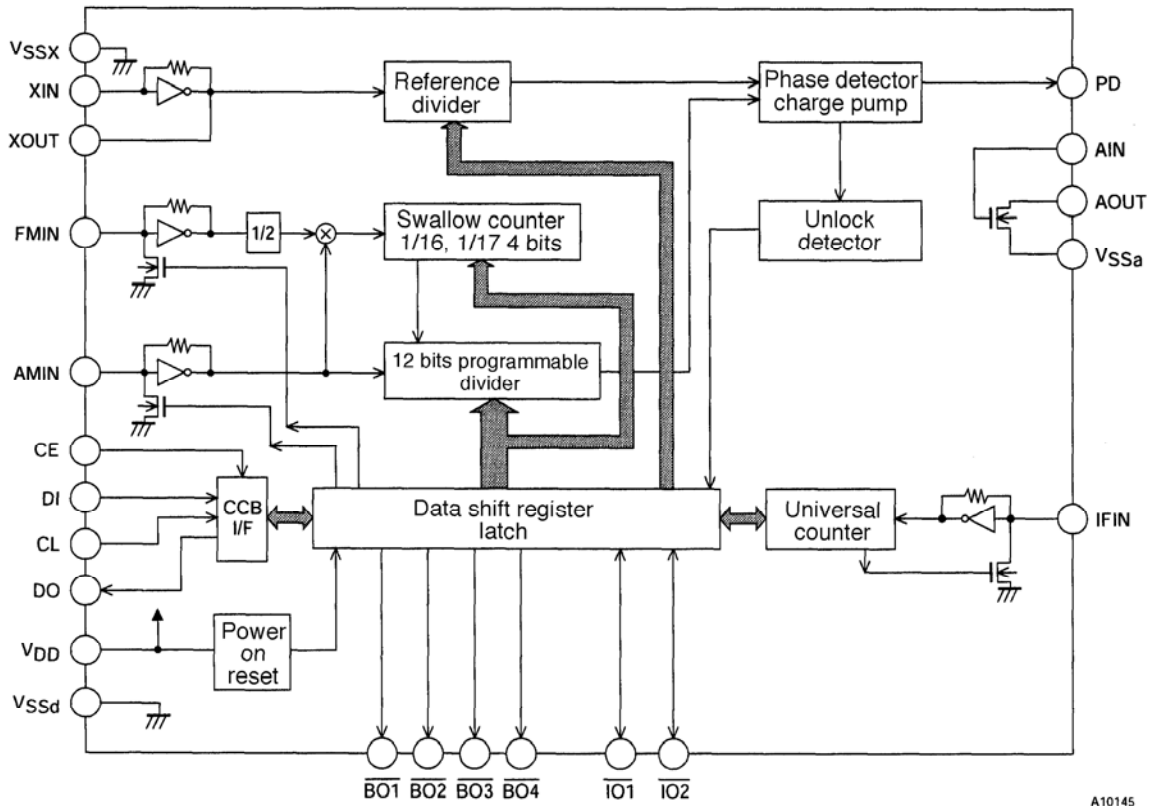 VSSX
XIN
XOUT
FMIN
AMIN
CE
DI
CL
DO
VDD
VSSd
Reference
divider
Phase detector
charge pump
PD
AIN
AOUT
VSSa
1/2
Swallow counter
1/16, 1/17 4 bits
Unlock
detector
12 bits programmable
divider
CCB
I/F
Data shift register
latch
Universal
counter
IFIN
Power
on
reset
BO1 BO2 BO3 BO4 IO1 IO2
A10145